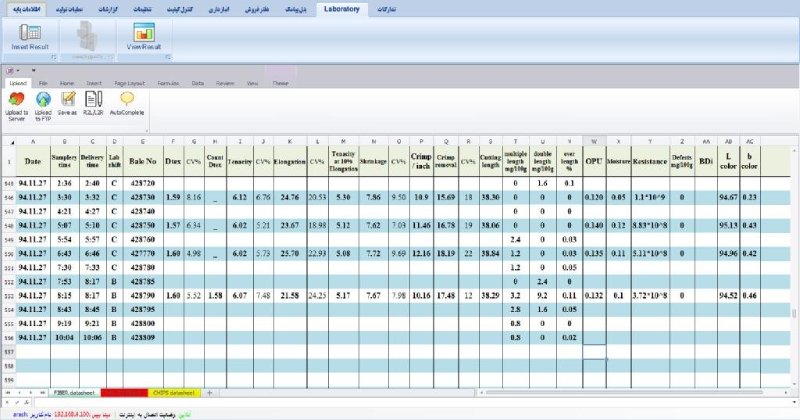 اطلاعات پایه عملیات تولید گزارشات تنظیمات کنترل کیفیت انبارداری دفتر فروش پنل پیامک Laboratory تدارکات
Insert Result View Result
Upload File Home Insert Page Layout Formulas Data Review View Theme
Upload to Server Upload to FTP Save as R2L/L2R AutoComplete
A B C D E F G H I J K L M N O P Q R S T U V W X Y Z AA AB AC
1 Date Samplery time Delivery time Lab shift Bale No Dtex CV% Count Dtex Tenacity CV% Elongation CV% Tenacity at 10% Elongation Shrinkage CV% Crimp / inch Crimp removal CV% Cutting length multiple length mg/100g double length mg/100g over length % OPU Moisture Resistance Defects mg/100g BDi L color b color
545 94.11.27 2:36 2:40 C 428720 0 1.6 0.1
546 94.11.27 3:30 3:32 C 428730 1.59 8.16 _ 6.12 6.76 24.76 20.53 5.30 7.86 9.50 10.9 15.69 18 38.30 0 0 0 0.120 0.05 3.1*10^9 0 94.67 0.23
547 94.11.27 4:21 4:27 C 428740 0 0 0
548 94.11.27 5:07 5:10 C 428750 1.57 6.34 _ 6.02 5.21 23.67 18.98 5.12 7.62 7.03 11.46 16.78 19 38.06 0 0 0 0.140 0.12 8.83*10^8 0 95.13 0.43
549 94.11.27 5:54 5:57 C 428760 2.4 0 0.03
550 94.11.27 6:43 6:46 C 427770 1.60 4.98 _ 6.02 5.73 25.70 22.93 5.08 7.72 9.69 12.16 18.19 22 38.84 1.2 0 0.03 0.135 0.11 5.1*10^8 0 94.96 0.42
551 94.11.27 7:30 7:33 C 428780 1.2 0 0.05
552 94.11.27 7:53 8:17 B 428785 0 2.4 0
553 94.11.27 8:15 8:17 B 428790 1.60 5.52 1.58 6.07 7.48 21.58 24.25 5.17 7.67 7.98 10.16 17.48 12 38.29 3.2 9.2 0.11 0.132 0.1 3.72*10^8 0 94.52 0.46
554 94.11.27 8:43 8:45 B 428795 2.8 1.6 0.05
555 94.11.27 9:19 9:21 B 428800 0.8 0 0
556 94.11.27 10:04 10:06 B 428809 0.8 0 0.02
557
558
559
FIBER datasheet CHIPS datasheet
نام کاربر: arash دیتا بیس: 192.168.4.100 وضعیت اتصال به اینترنت: آنلاین